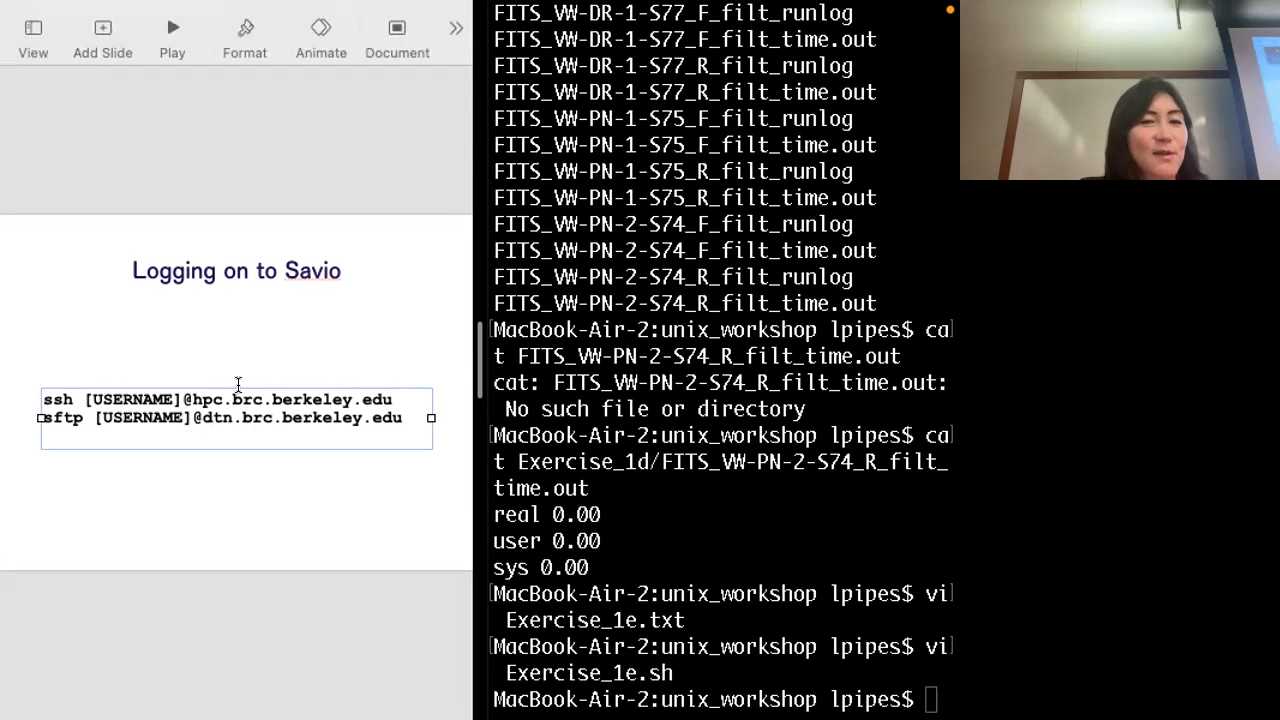 View
Add Slide
Play
Format
Animate
Document
Logging on to Savio
ssh [USERNAME]@hpc.brc.berkeley.edu
sftp [USERNAME]@dtn.brc.berkeley.edu
FITS_VW-DR-1-S77_F_filt_runlog
FITS_VW-DR-1-S77_F_filt_time.out
FITS_VW-DR-1-S77_R_filt_runlog
FITS_VW-DR-1-S77_R_filt_time.out
FITS_VW-PN-1-S75_F_filt_runlog
FITS_VW-PN-1-S75_F_filt_time.out
FITS_VW-PN-1-S75_R_filt_runlog
FITS_VW-PN-1-S75_R_filt_time.out
FITS_VW-PN-2-S74_F_filt_runlog
FITS_VW-PN-2-S74_F_filt_time.out
FITS_VW-PN-2-S74_R_filt_runlog
FITS_VW-PN-2-S74_R_filt_time.out
[MacBook-Air-2:unix_workshop lpipes$ ca]
t FITS_VW-PN-2-S74_R_filt_time.out
cat: FITS_VW-PN-2-S74_R_filt_time.out:
No such file or directory
[MacBook-Air-2:unix_workshop lpipes$ ca]
t Exercise_1d/FITS_VW-PN-2-S74_R_filt_
time.out
real 0.00
user 0.00
sys 0.00
[MacBook-Air-2:unix_workshop lpipes$ vi]
Exercise_1e.txt
[MacBook-Air-2:unix_workshop lpipes$ vi]
Exercise_1e.sh
MacBook-Air-2:unix_workshop lpipes$